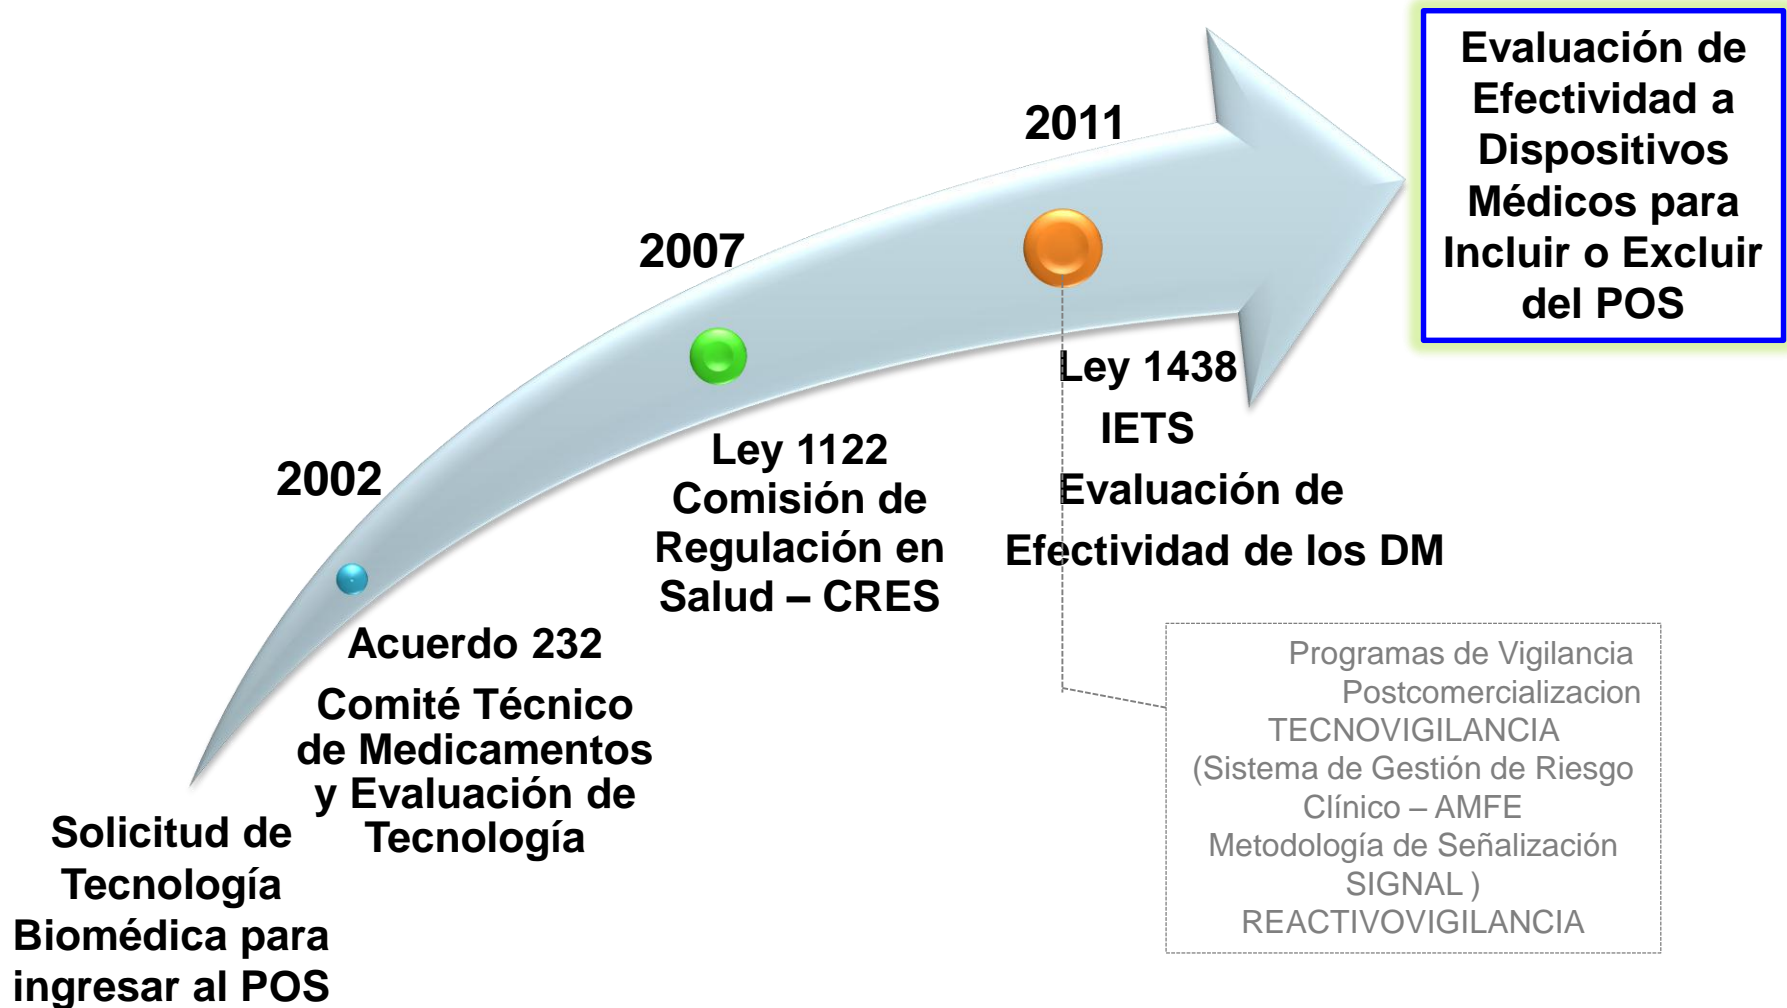 Solicitud de
Tecnología
Biomédica para
ingresar al POS
2002
Acuerdo 232
Comité Técnico
de Medicamentos
y Evaluación de
Tecnología
2007
Ley 1122
Comisión de
Regulación en
Salud – CRES
2011
Ley 1438
IETS
Evaluación de
Efectividad de los DM
Programas de Vigilancia
Postcomercializacion
TECNOVIGILANCIA
(Sistema de Gestión de Riesgo
Clínico – AMFE
Metodología de Señalización
SIGNAL )
REACTIVOVIGILANCIA
Evaluación de
Efectividad a
Dispositivos
Médicos para
Incluir o Excluir
del POS